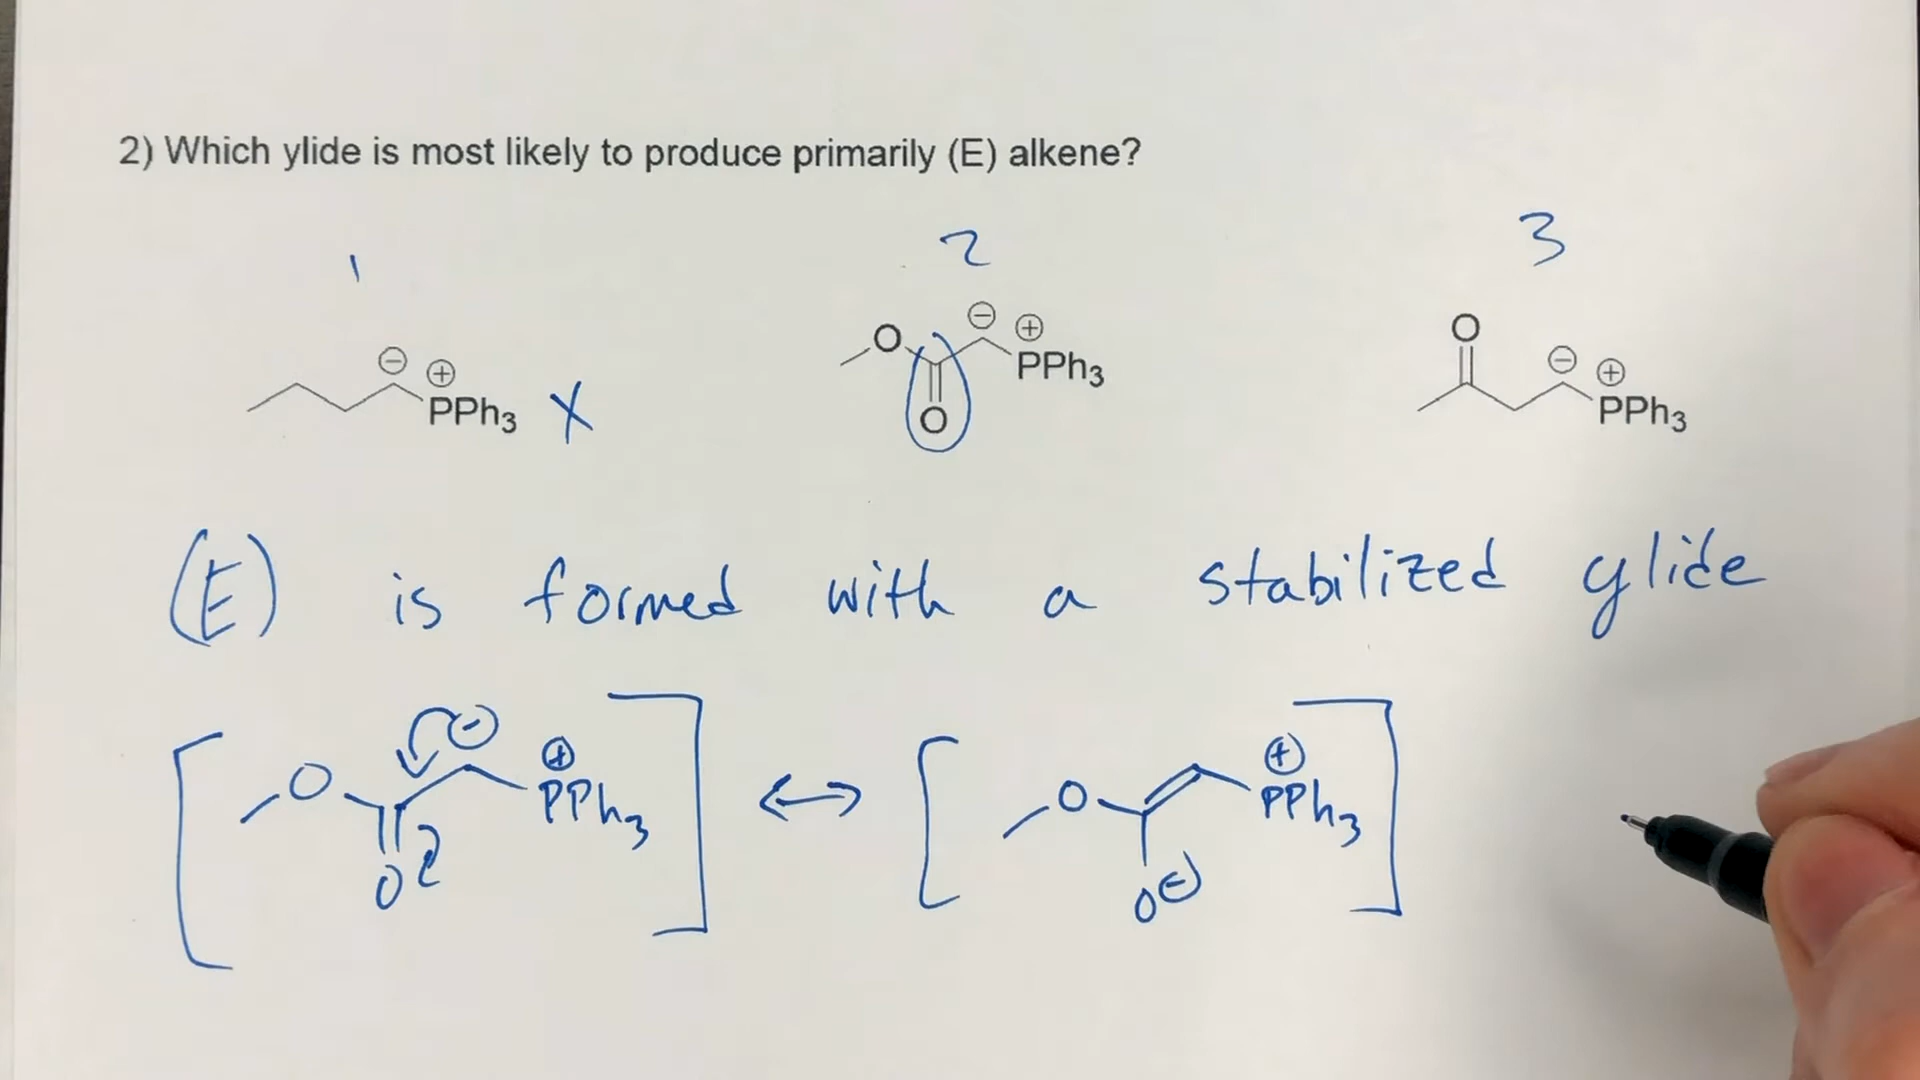 2) Which ylide is most likely to produce primarily (E) alkene?
1 2 3
⊖ ⊕ PPh3 X
O O ⊖ ⊕ PPh3
O ⊖ ⊕ PPh3
(E) is formed with a stabilized ylide
[ O O ⊖ ⊕ PPh3 ] ↔ [ O O⊖ ⊕ PPh3 ]